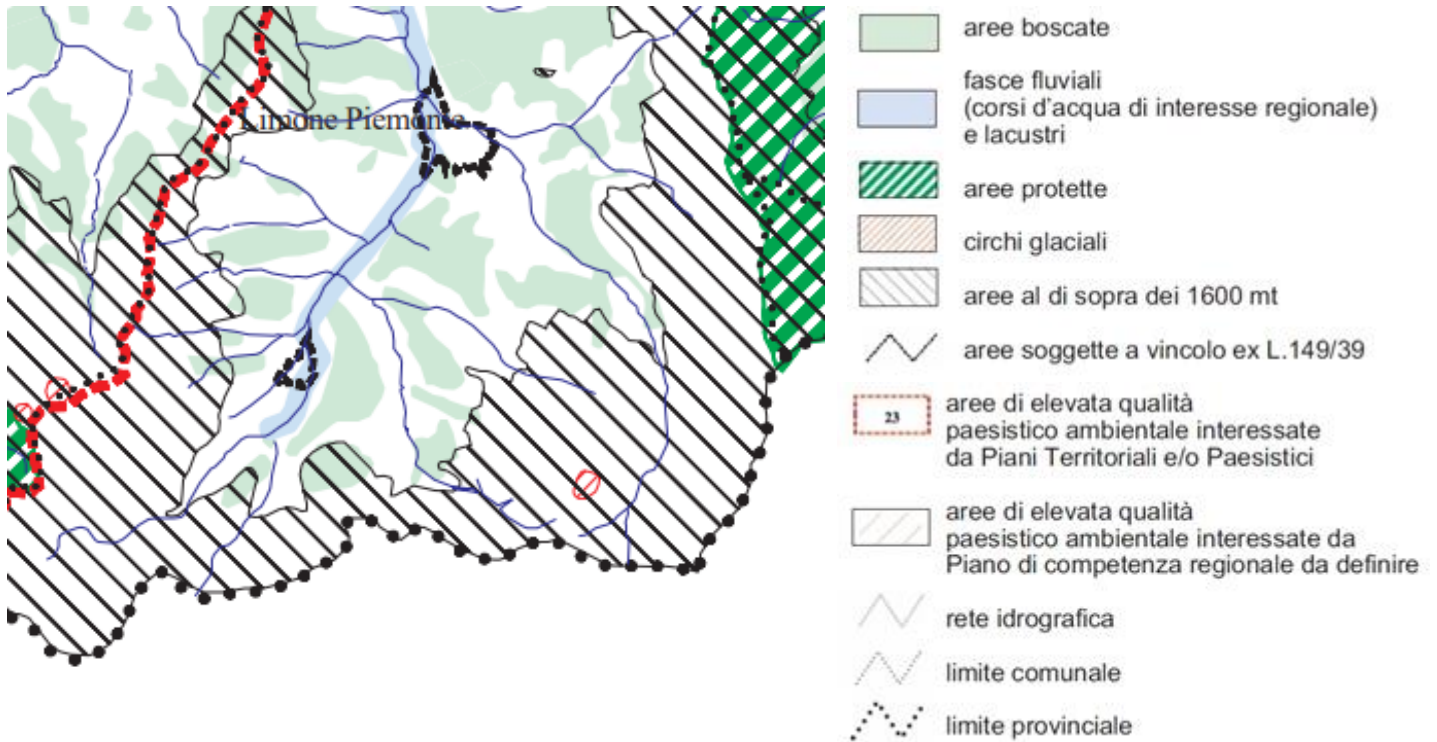 Limone Piemonte
aree boscate
fasce fluviali
(corsi d'acqua di interesse regionale)
e lacustri
aree protette
circhi glaciali
aree al di sopra dei 1600 mt
aree soggette a vincolo ex L.149/39
23
aree di elevata qualità
paesistico ambientale interessate
da Piani Territoriali e/o Paesistici
aree di elevata qualità
paesistico ambientale interessate da
Piano di competenza regionale da definire
rete idrografica
limite comunale
limite provinciale